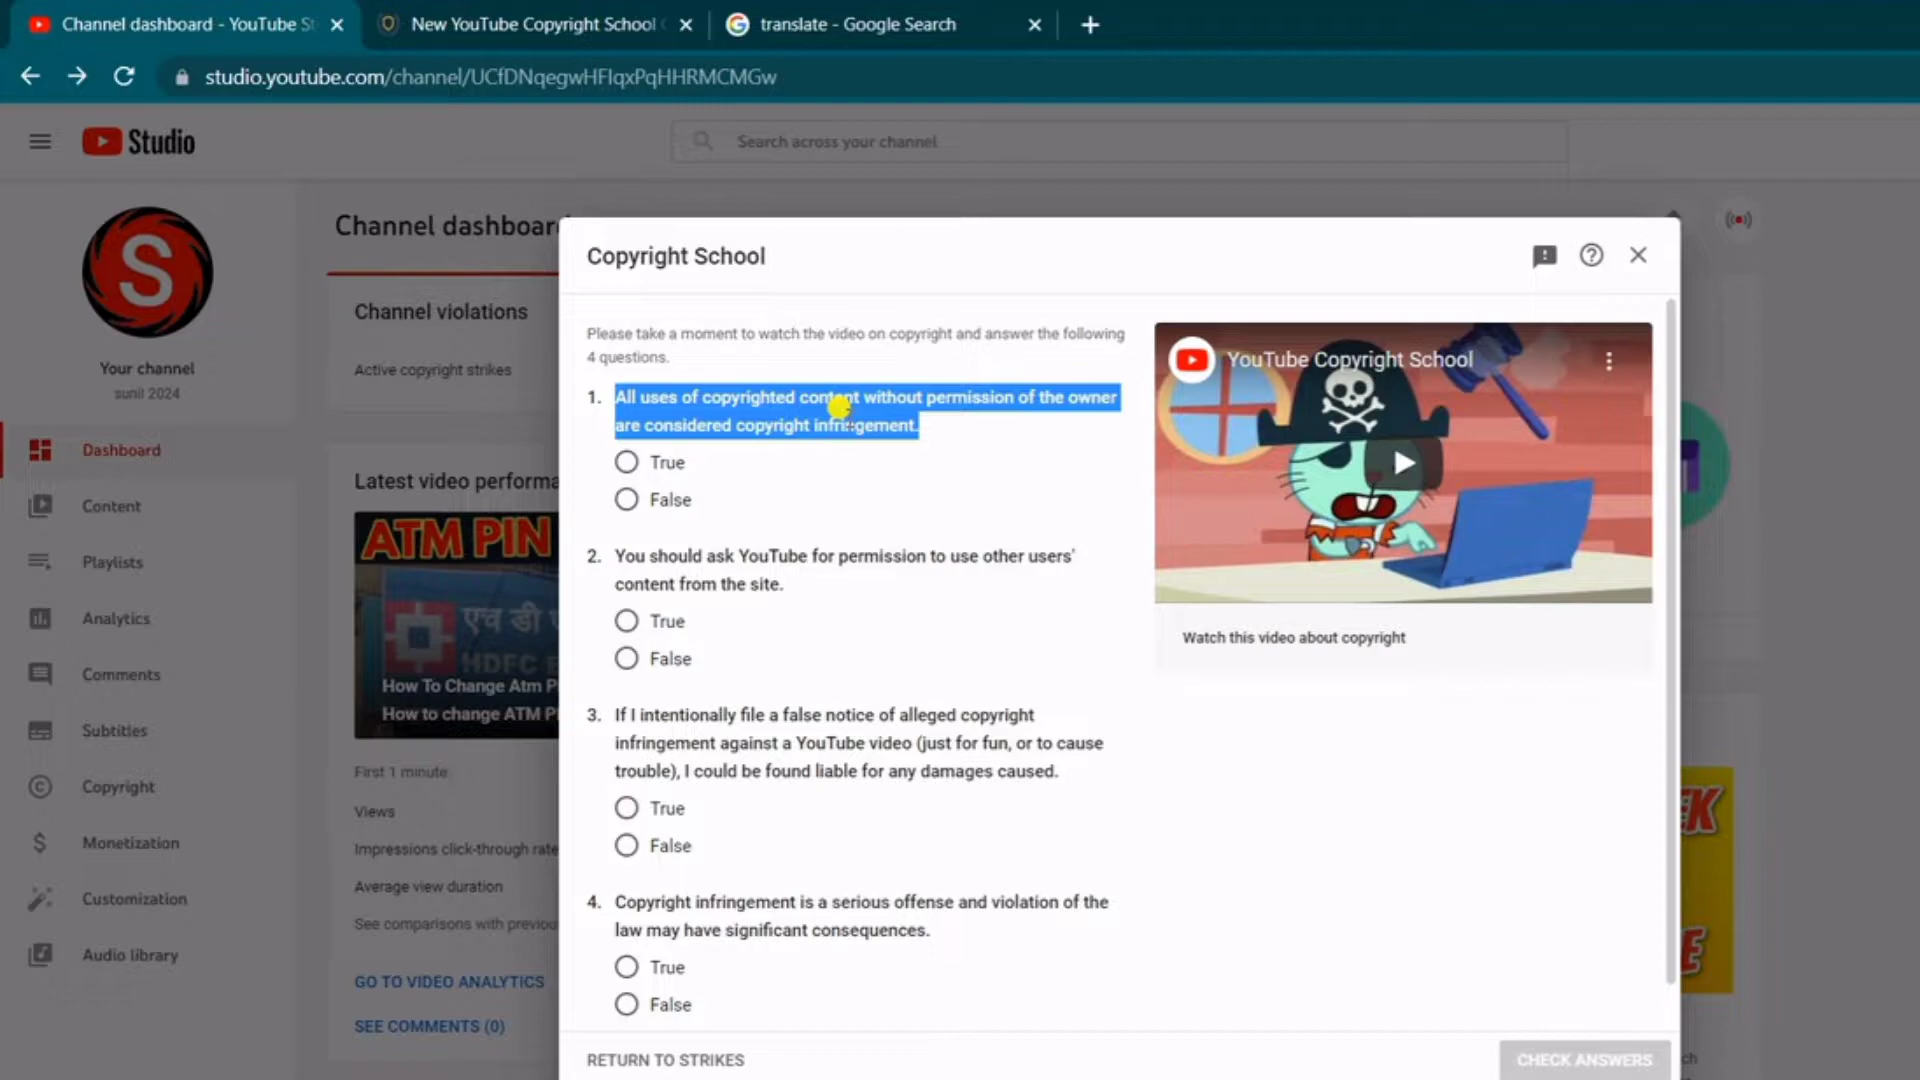 Channel dashboard - YouTube St
New YouTube Copyright School
translate - Google Search
studio.youtube.com/channel/UCfDNqegwHFIqxPqHHRMCMGw
Studio
Search across your channel
S
Your channel
sunil 2024
Dashboard
Content
Playlists
Analytics
Comments
Subtitles
Copyright
Monetization
Customization
Audio library
Channel dashboar
Channel violations
Active copyright strikes
Latest video performa
ATM PIN
एच डी
HDFC
How To Change Atm P
How to change ATM P
First 1 minute
Views
Impressions click-through rate
Average view duration
See comparisons with previou
GO TO VIDEO ANALYTICS
SEE COMMENTS (0)
Copyright School
Please take a moment to watch the video on copyright and answer the following
4 questions.
1. All uses of copyrighted content without permission of the owner
are considered copyright infringement.
True
False
2. You should ask YouTube for permission to use other users'
content from the site.
True
False
3. If I intentionally file a false notice of alleged copyright
infringement against a YouTube video (just for fun, or to cause
trouble), I could be found liable for any damages caused.
True
False
4. Copyright infringement is a serious offense and violation of the
law may have significant consequences.
True
False
YouTube Copyright School
Watch this video about copyright
RETURN TO STRIKES
CHECK ANSWERS